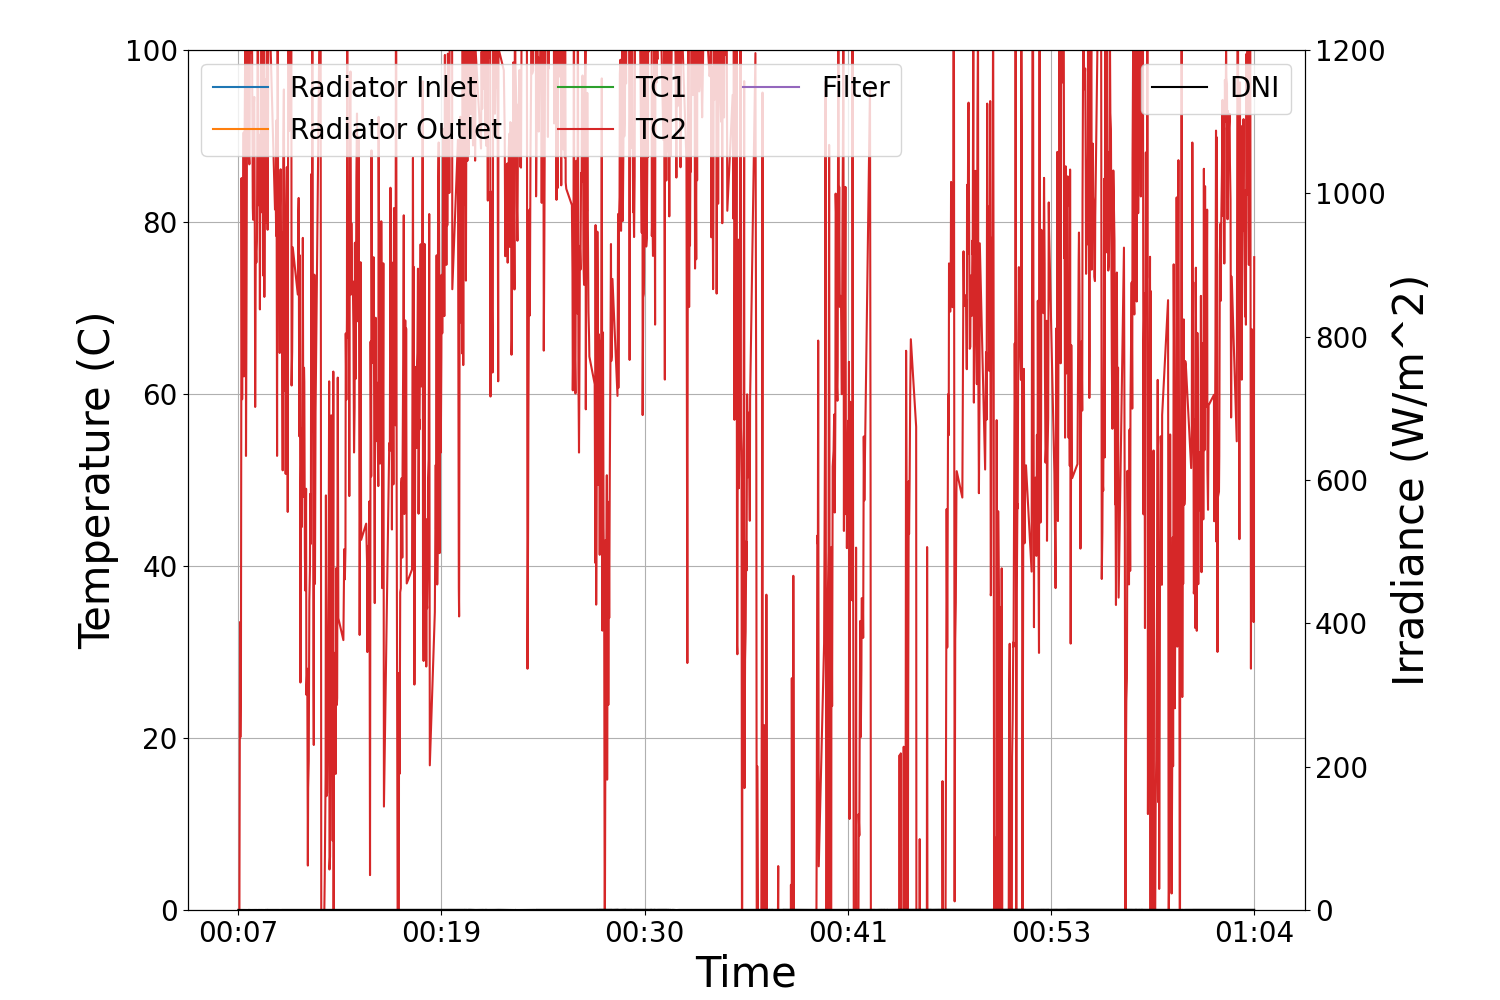 100
80
60
40
20
0
Temperature (C)
Radiator Inlet
Radiator Outlet
TC1
TC2
Filter
DNI
1200
1000
800
600
400
200
0
Irradiance (W/m^2)
00:07 00:19 00:30 00:41 00:53 01:04
Time